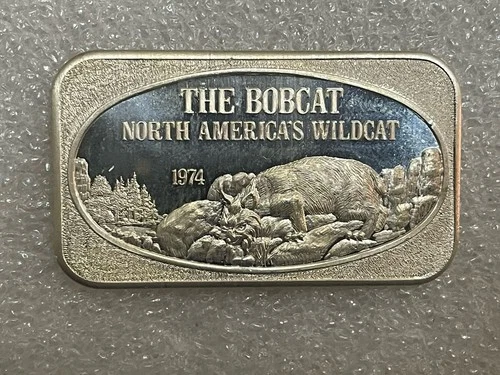 THE BOBCAT
NORTH AMERICA'S WILDCAT
1974